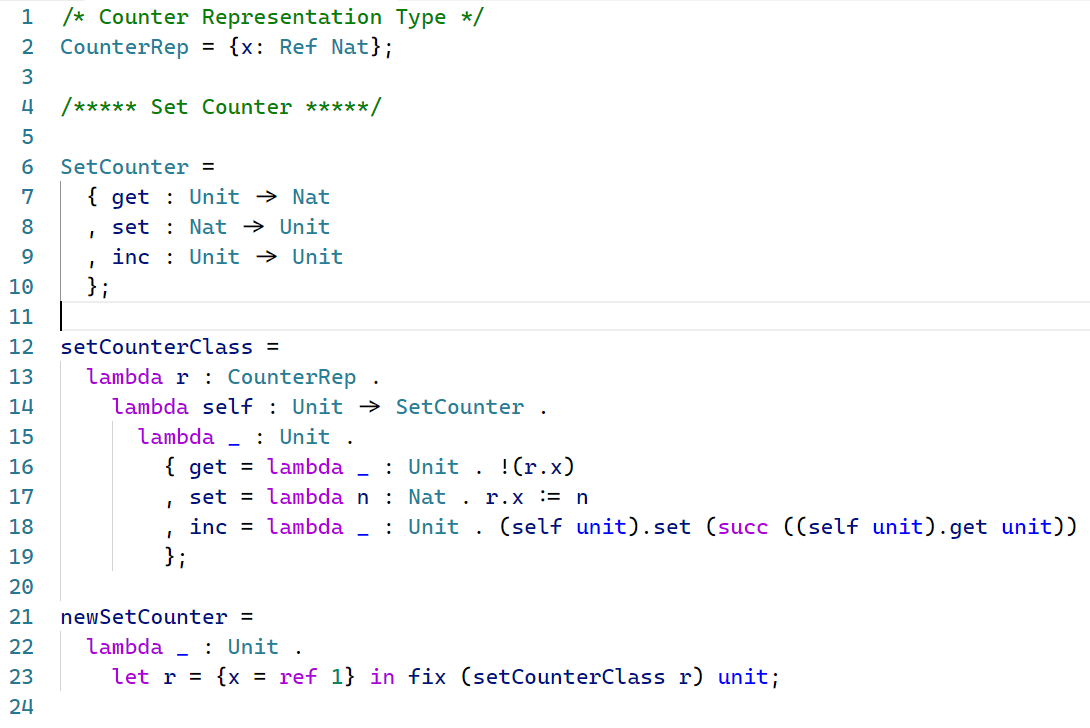 1 /* Counter Representation Type */
2 CounterRep = {x: Ref Nat};
3
4 /***** Set Counter *****/
5
6 SetCounter =
7 { get : Unit → Nat
8 , set : Nat → Unit
9 , inc : Unit → Unit
10 };
11
12 setCounterClass =
13 lambda r : CounterRep .
14 lambda self : Unit → SetCounter .
15 lambda _ : Unit .
16 { get = lambda _ : Unit . !(r.x)
17 , set = lambda n : Nat . r.x := n
18 , inc = lambda _ : Unit . (self unit).set (succ ((self unit).get unit))
19 };
20
21 newSetCounter =
22 lambda _ : Unit .
23 let r = {x = ref 1} in fix (setCounterClass r) unit;
24